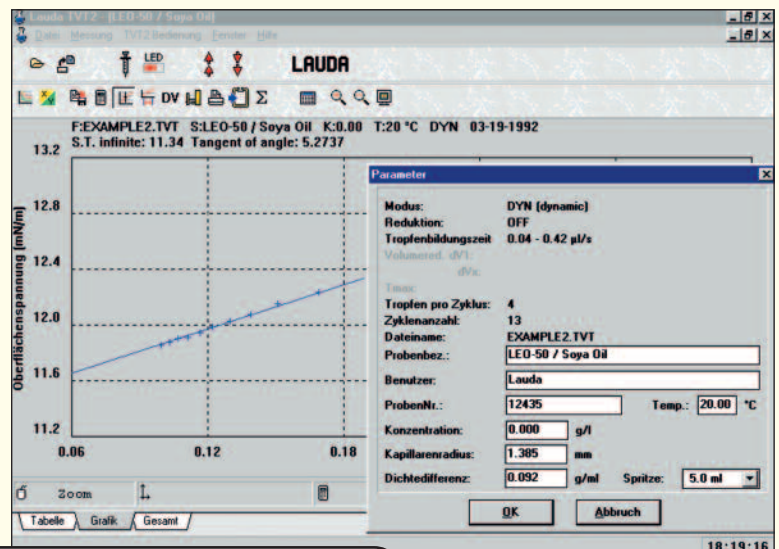 Lauda TVT2 - [LEO-50 / Soya Oil]
Datei Messung TVT2 Bedienung Fenster Hilfe
LED LAUDA
DV Σ
F:EXAMPLE2.TVT S:LEO-50 / Soya Oil K:0.00 T:20 °C DYN 03-19-1992
S.T. infinite: 11.34 Tangent of angle: 5.2737
Oberflächenspannung (mN/m)
13.2
12.8
12.4
12.0
11.6
11.2
0.06 0.12 0.18
Parameter
Modus: DYN (dynamic)
Reduktion: OFF
Tropfenbildungszeit 0.04 - 0.42 µl/s
Volumenred. dV1:
dVx:
Tmax:
Tropfen pro Zyklus: 4
Zyklenanzahl: 13
Dateiname: EXAMPLE2.TVT
Probenbez.: LEO-50 / Soya Oil
Benutzer: Lauda
ProbenNr.: 12435 Temp.: 20.00 °C
Konzentration: 0.000 g/l
Kapillarenradius: 1.385 mm
Dichtedifferenz: 0.092 g/ml Spritze: 5.0 ml
OK Abbruch
Zoom
Tabelle Grafik Gesamt
18:19:16